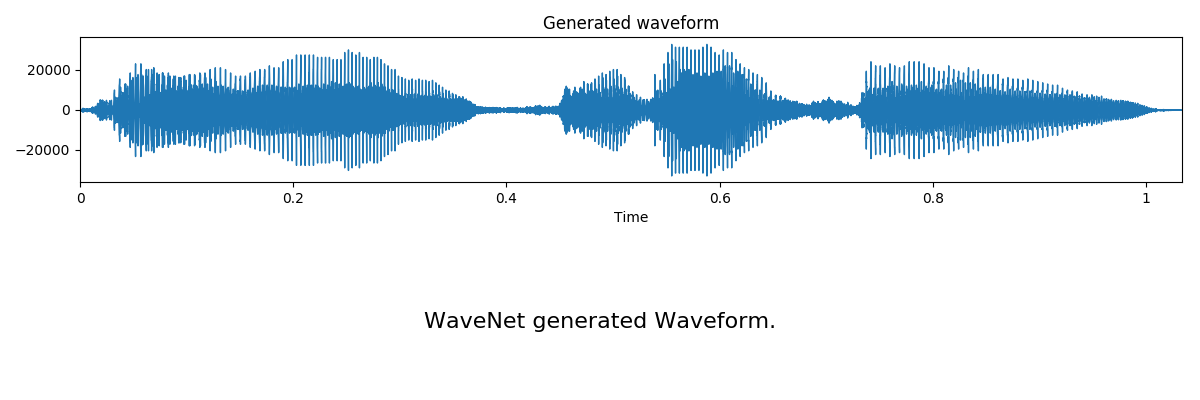 Generated waveform
20000
0
−20000
0 0.2 0.4 0.6 0.8 1
Time
WaveNet generated Waveform.